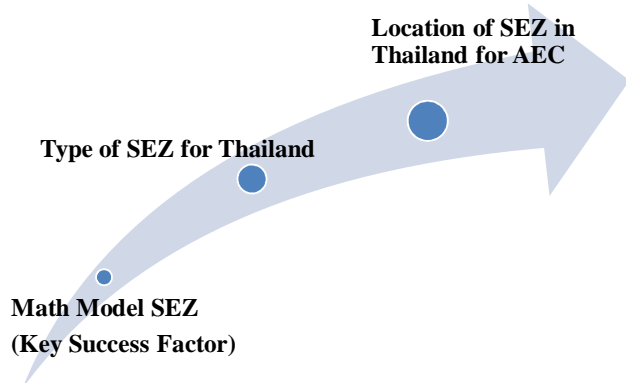 Location of SEZ in
Thailand for AEC
Type of SEZ for Thailand
Math Model SEZ
(Key Success Factor)